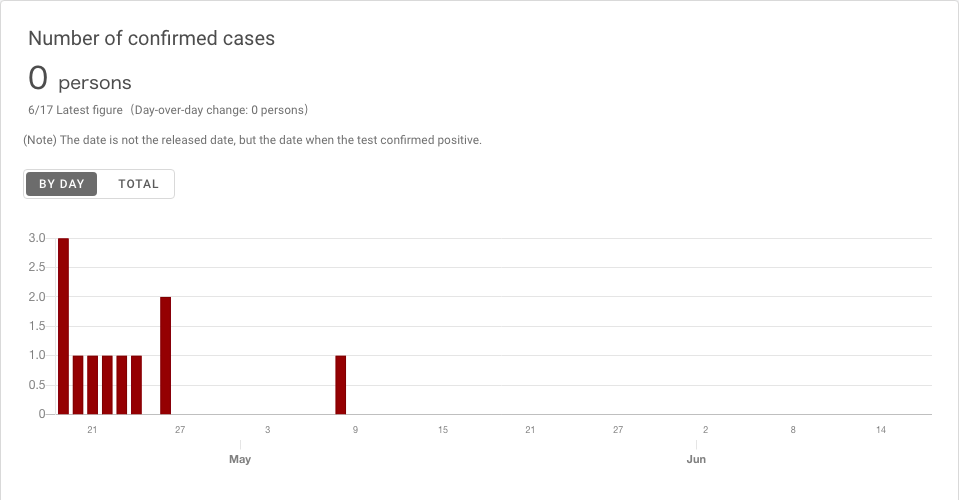 Number of confirmed cases
0 persons
6/17 Latest figure（Day-over-day change: 0 persons）
(Note) The date is not the released date, but the date when the test confirmed positive.
BY DAY TOTAL
3.0
2.5
2.0
1.5
1.0
0.5
0
21 27 3 9 15 21 27 2 8 14
May Jun